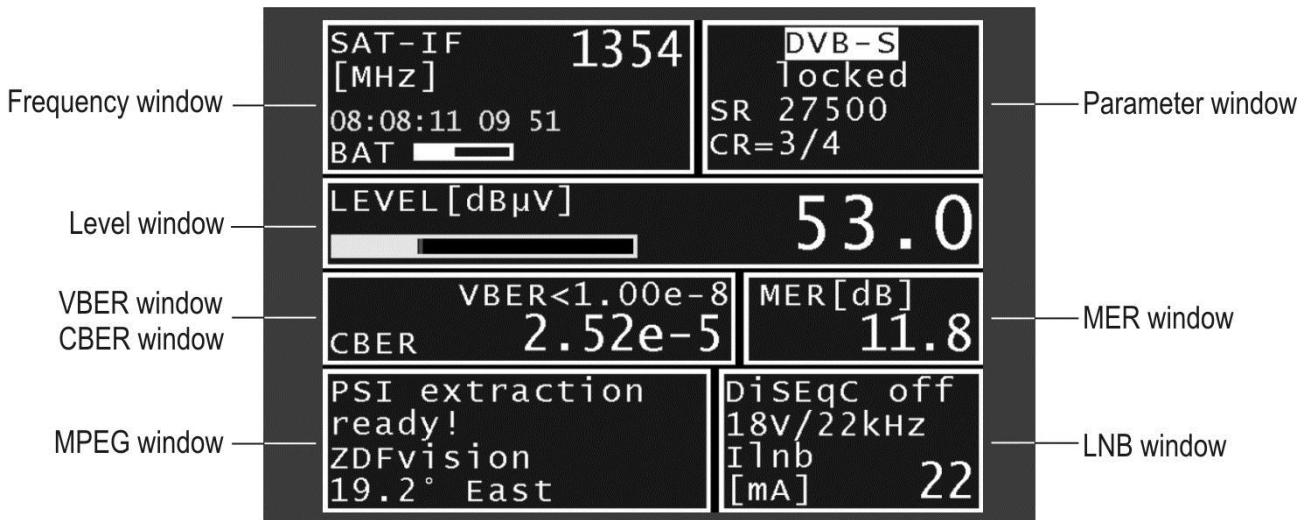 Frequency window
SAT-IF 1354
[MHz]
08:08:11 09 51
BAT
DVB-S
locked
SR 27500
CR=3/4
Parameter window
Level window
LEVEL[dBµV] 53.0
VBER window
CBER window
VBER<1.00e-8
CBER 2.52e-5
MER[dB]
11.8
MER window
MPEG window
PSI extraction
ready!
ZDFvision
19.2° East
DiSEqC off
18V/22kHz
Ilnb
[mA] 22
LNB window